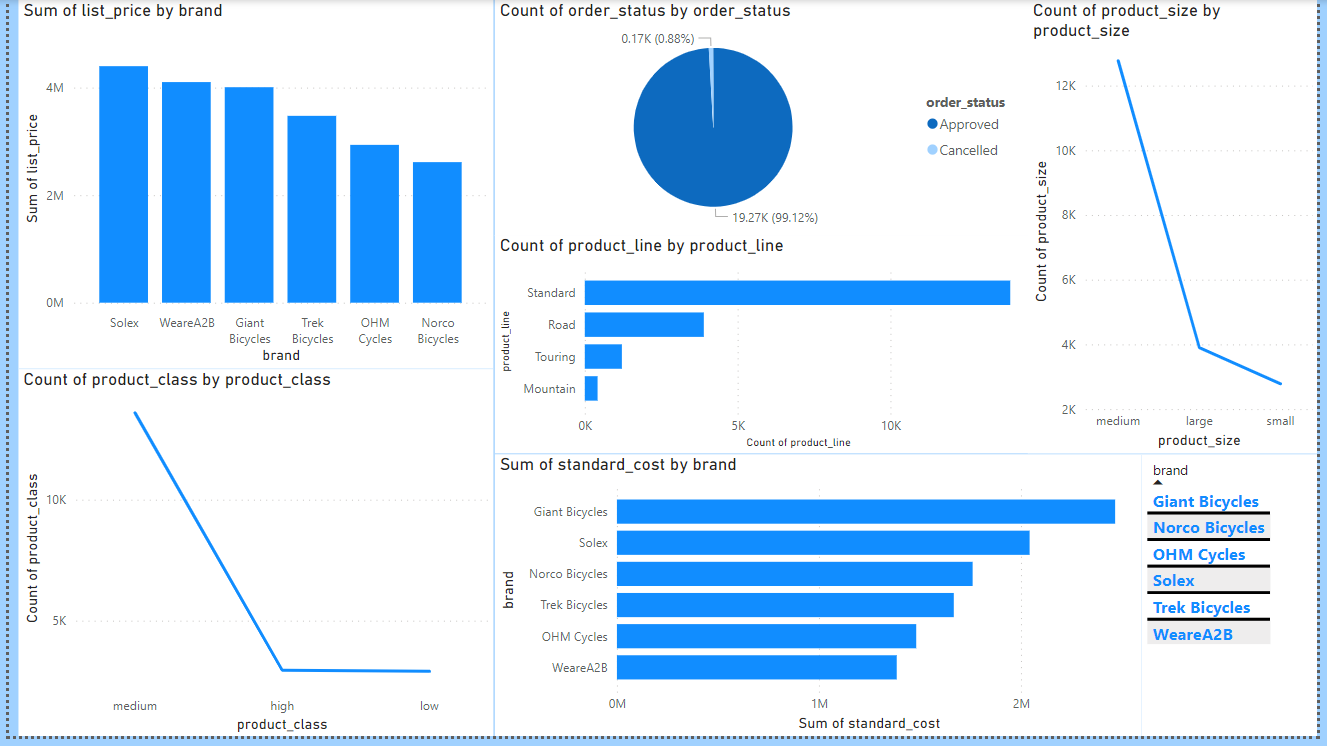 Sum of list_price by brand
Sum of list_price
4M
2M
0M
Solex
WeareA2B
Giant
Bicycles
Trek
Bicycles
OHM
Cycles
Norco
Bicycles
brand
Count of order_status by order_status
0.17K (0.88%)
19.27K (99.12%)
order_status
Approved
Cancelled
Count of product_size by
product_size
Count of product_size
12K
10K
8K
6K
4K
2K
medium
large
small
product_size
Count of product_line by product_line
product_line
Standard
Road
Touring
Mountain
0K
5K
10K
Count of product_line
Count of product_class by product_class
Count of product_class
10K
5K
medium
high
low
product_class
Sum of standard_cost by brand
brand
Giant Bicycles
Solex
Norco Bicycles
Trek Bicycles
OHM Cycles
WeareA2B
0M
1M
2M
Sum of standard_cost
brand
Giant Bicycles
Norco Bicycles
OHM Cycles
Solex
Trek Bicycles
WeareA2B